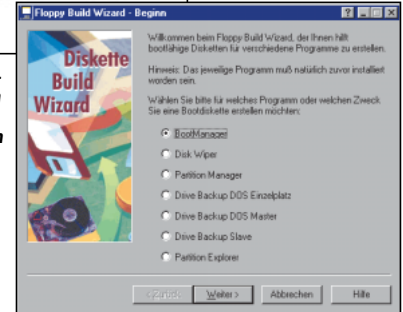 Floppy Build Wizard - Beginn
Diskette
Build
Wizard
Willkommen beim Floppy Build Wizard, der Ihnen hilft
bootfähige Disketten für verschiedene Programme zu erstellen.
Hinweis: Das jeweilige Programm muß natürlich zuvor installiert
worden sein.
Wählen Sie bitte für welches Programm oder welchen Zweck
Sie eine Bootdiskette erstellen möchten:
BootManager
Disk Wiper
Partition Manager
Drive Backup DOS Einzelplatz
Drive Backup DOS Master
Drive Backup Slave
Partition Explorer
< Zurück
Weiter >
Abbrechen
Hilfe